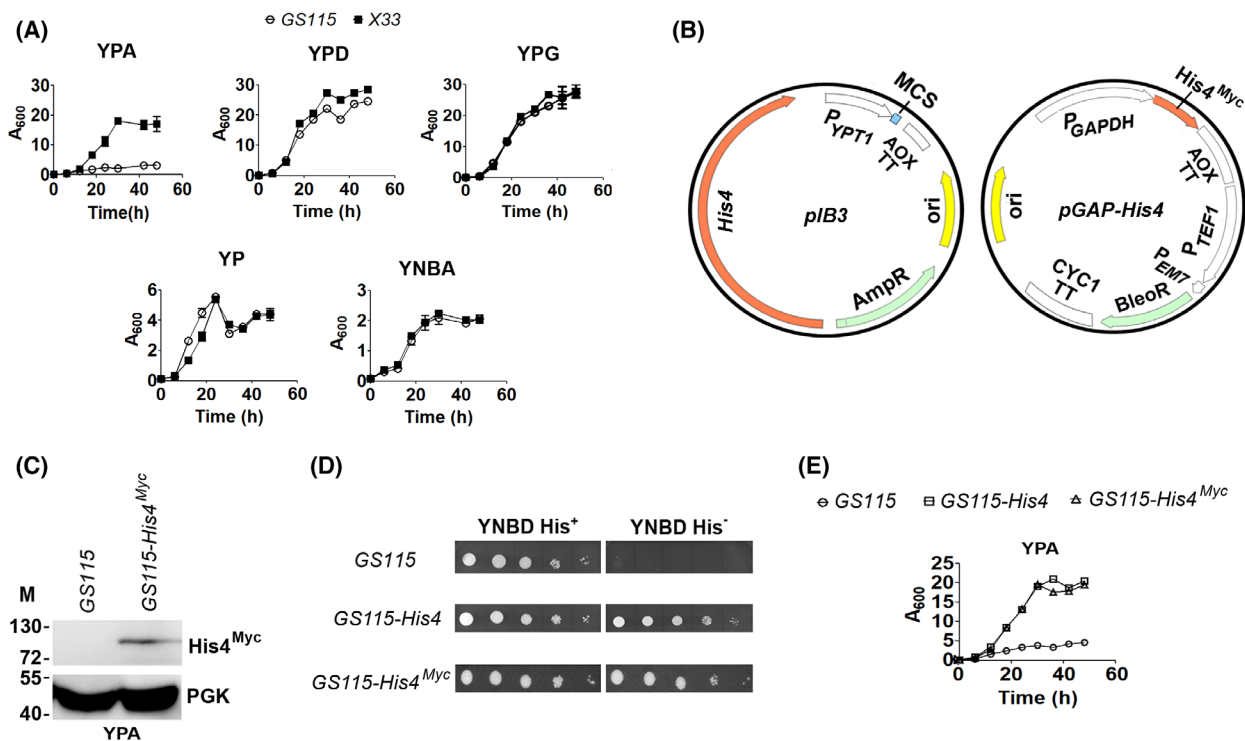 (A)
GS115 X33
YPA
YPD
YPG
A600
30
20
10
0
0 20 40 60
Time(h)
A600
30
20
10
0
0 20 40 60
Time (h)
A600
30
20
10
0
0 20 40 60
Time (h)
YP
YNBA
A600
6
4
2
0
0 20 40 60
Time (h)
A600
3
2
1
0
0 20 40 60
Time (h)
(B)
MCS
PYPT1
AOX
TT
His4
pIB3
ori
AmpR
His4Myc
PGAPDH
AOX
TT
ori
pGAP-His4
PTEF1
PEM7
CYC1
TT
BleoR
(C)
GS115
GS115-His4Myc
M
130-
72-
His4Myc
55-
40-
PGK
YPA
(D)
YNBD His+ YNBD His-
GS115
GS115-His4
GS115-His4Myc
(E)
GS115 GS115-His4 GS115-His4Myc
YPA
A600
25
20
15
10
5
0
0 20 40 60
Time (h)